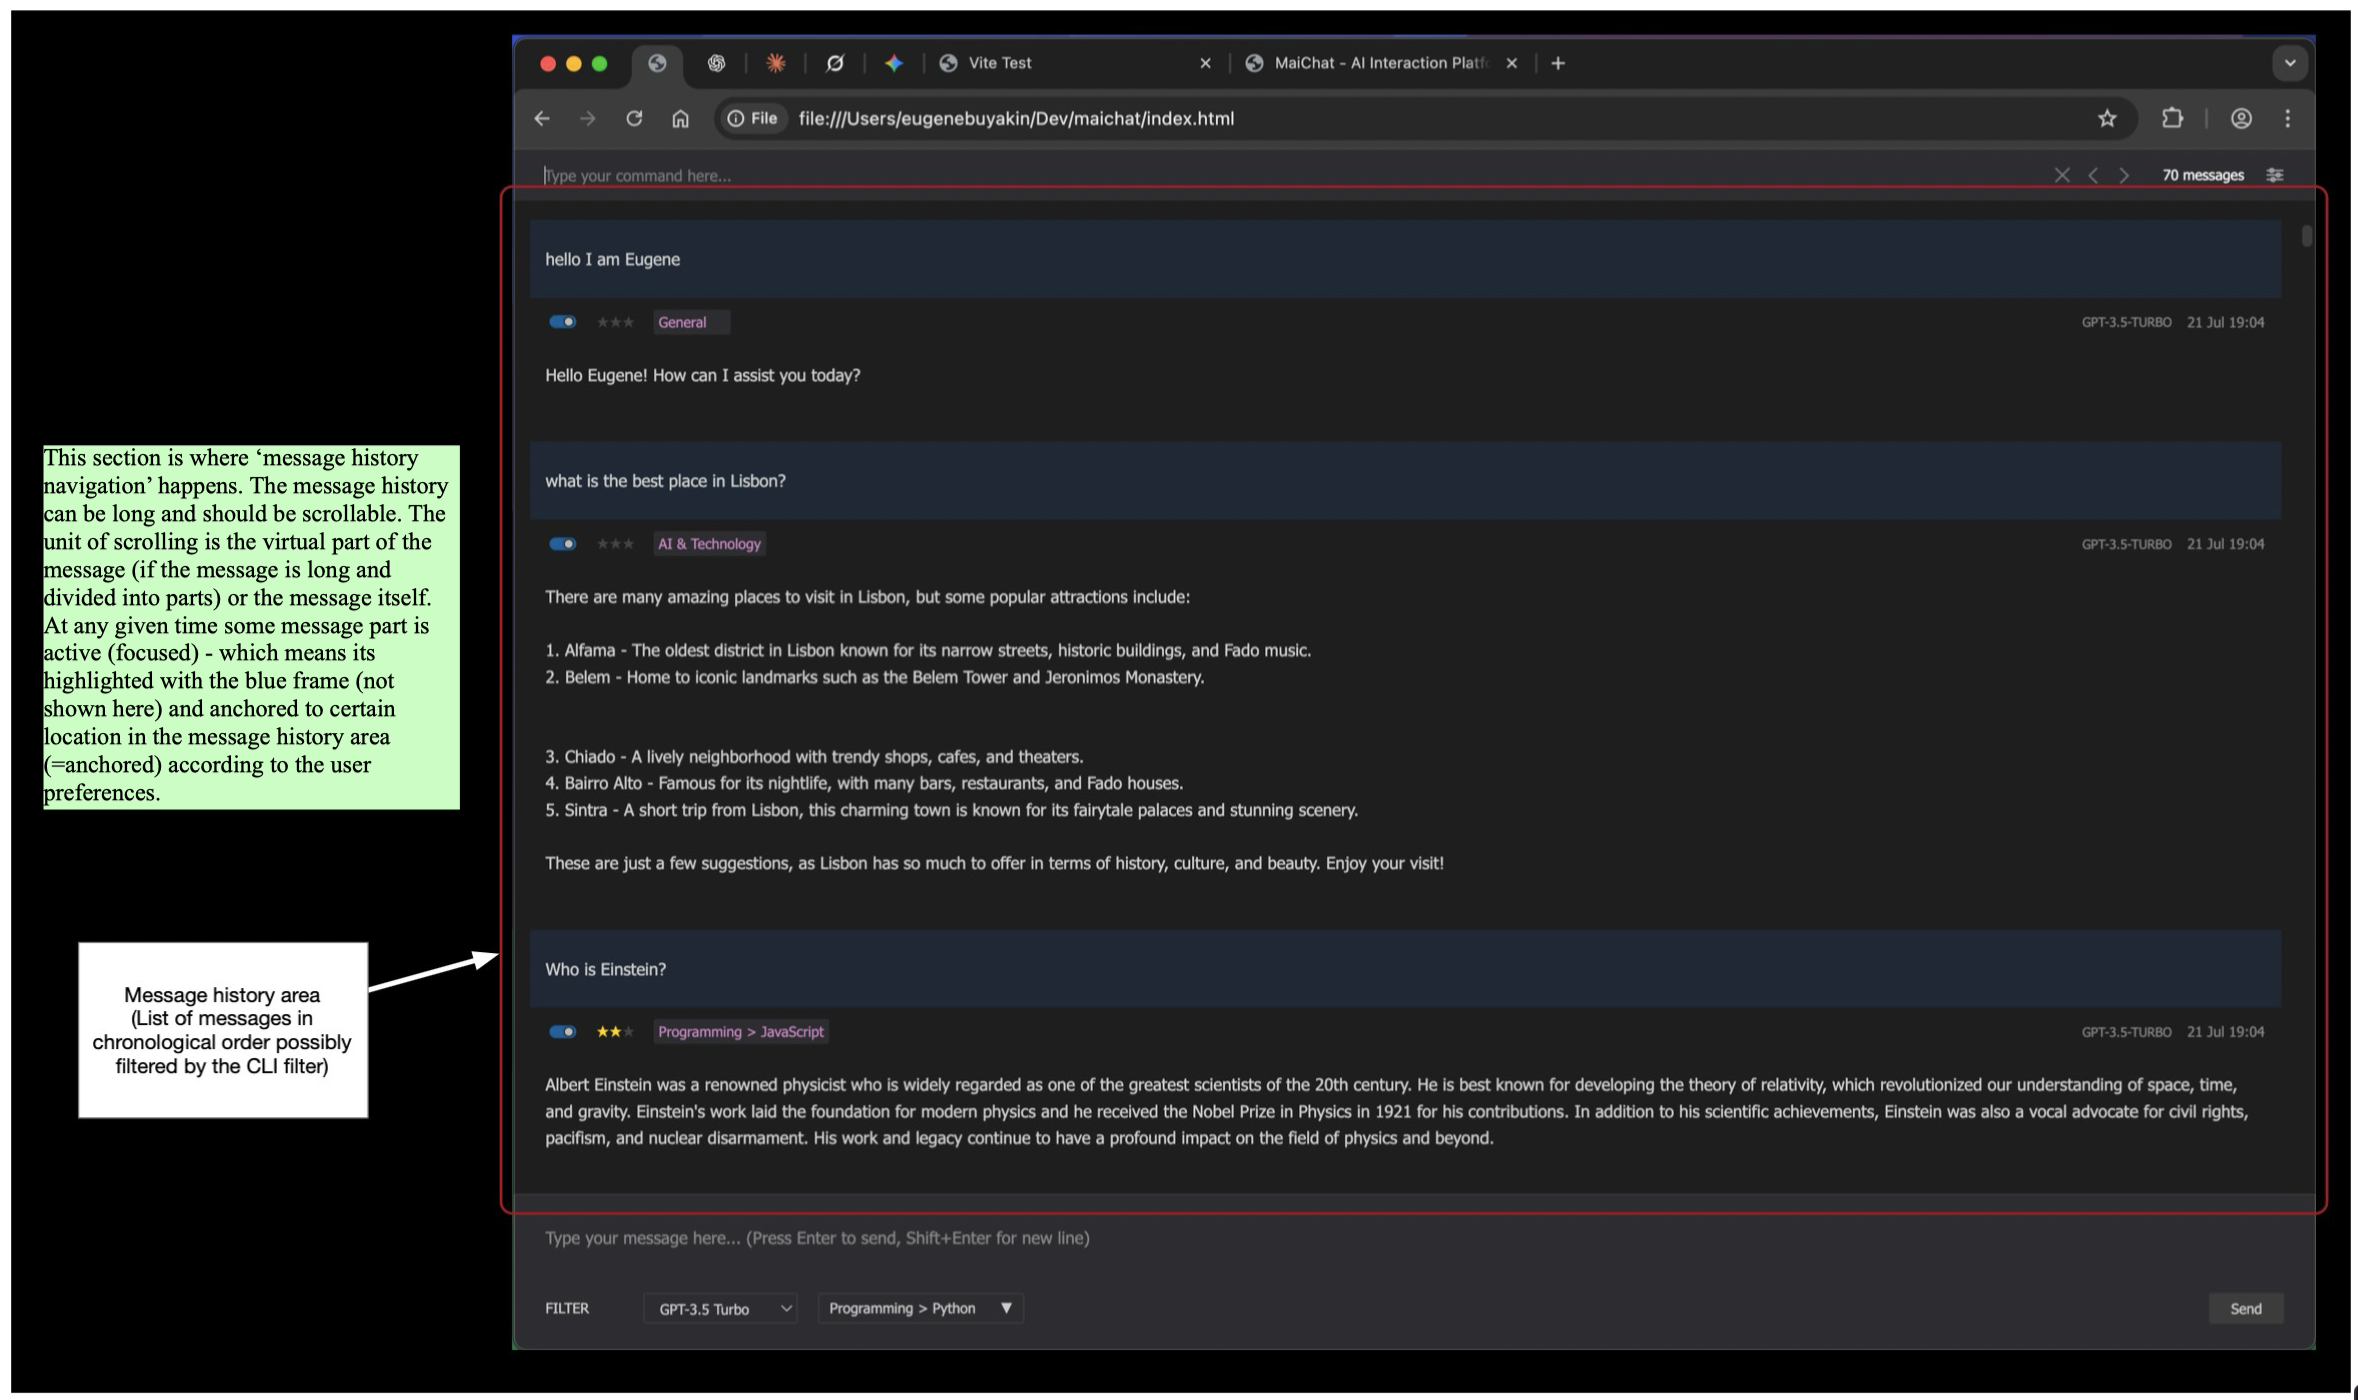 Vite Test
MaiChat - AI Interaction Platf
File
file:///Users/eugenebuyakin/Dev/maichat/index.html
Type your command here...
70 messages
hello I am Eugene
General
GPT-3.5-TURBO 21 Jul 19:04
Hello Eugene! How can I assist you today?
what is the best place in Lisbon?
AI & Technology
GPT-3.5-TURBO 21 Jul 19:04
There are many amazing places to visit in Lisbon, but some popular attractions include:
1. Alfama - The oldest district in Lisbon known for its narrow streets, historic buildings, and Fado music.
2. Belem - Home to iconic landmarks such as the Belem Tower and Jeronimos Monastery.
3. Chiado - A lively neighborhood with trendy shops, cafes, and theaters.
4. Bairro Alto - Famous for its nightlife, with many bars, restaurants, and Fado houses.
5. Sintra - A short trip from Lisbon, this charming town is known for its fairytale palaces and stunning scenery.
These are just a few suggestions, as Lisbon has so much to offer in terms of history, culture, and beauty. Enjoy your visit!
Who is Einstein?
Programming > JavaScript
GPT-3.5-TURBO 21 Jul 19:04
Albert Einstein was a renowned physicist who is widely regarded as one of the greatest scientists of the 20th century. He is best known for developing the theory of relativity, which revolutionized our understanding of space, time,
and gravity. Einstein's work laid the foundation for modern physics and he received the Nobel Prize in Physics in 1921 for his contributions. In addition to his scientific achievements, Einstein was also a vocal advocate for civil rights,
pacifism, and nuclear disarmament. His work and legacy continue to have a profound impact on the field of physics and beyond.
Type your message here... (Press Enter to send, Shift+Enter for new line)
FILTER
GPT-3.5 Turbo
Programming > Python
Send
This section is where ‘message history
navigation’ happens. The message history
can be long and should be scrollable. The
unit of scrolling is the virtual part of the
message (if the message is long and
divided into parts) or the message itself.
At any given time some message part is
active (focused) - which means its
highlighted with the blue frame (not
shown here) and anchored to certain
location in the message history area
(=anchored) according to the user
preferences.
Message history area
(List of messages in
chronological order possibly
filtered by the CLI filter)